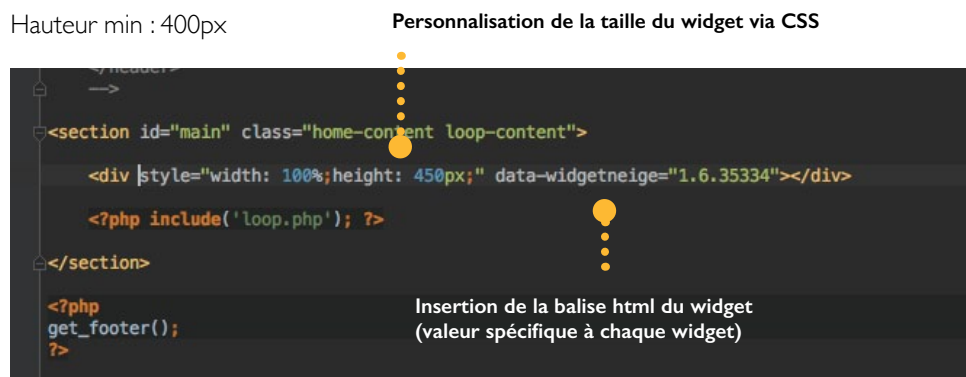 Hauteur min : 400px
Personnalisation de la taille du widget via CSS
</header>
-->
<section id="main" class="home-content loop-content">
<div style="width: 100%;height: 450px;" data-widgetneige="1.6.35334"></div>
<?php include('loop.php'); ?>
</section>
<?php
get_footer();
?>
Insertion de la balise html du widget
(valeur spécifique à chaque widget)